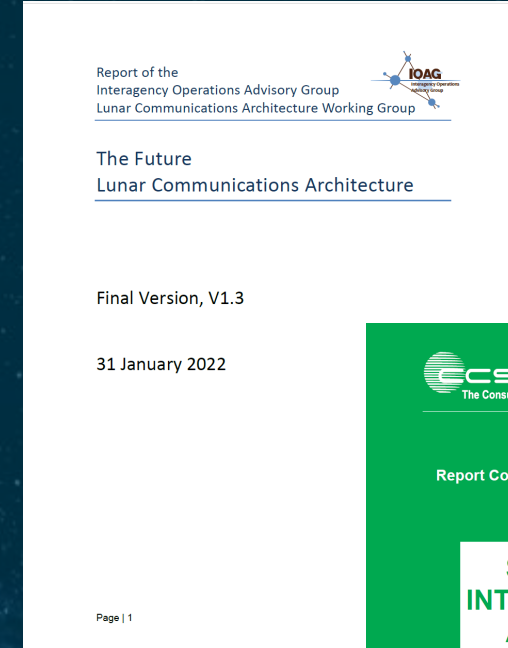 Report of the
Interagency Operations Advisory Group
Lunar Communications Architecture Working Group
IOAG
Interagency Operations
Advisory Group
The Future
Lunar Communications Architecture
Final Version, V1.3
31 January 2022
Page | 1
CCS
The Cons
Report Co
INT